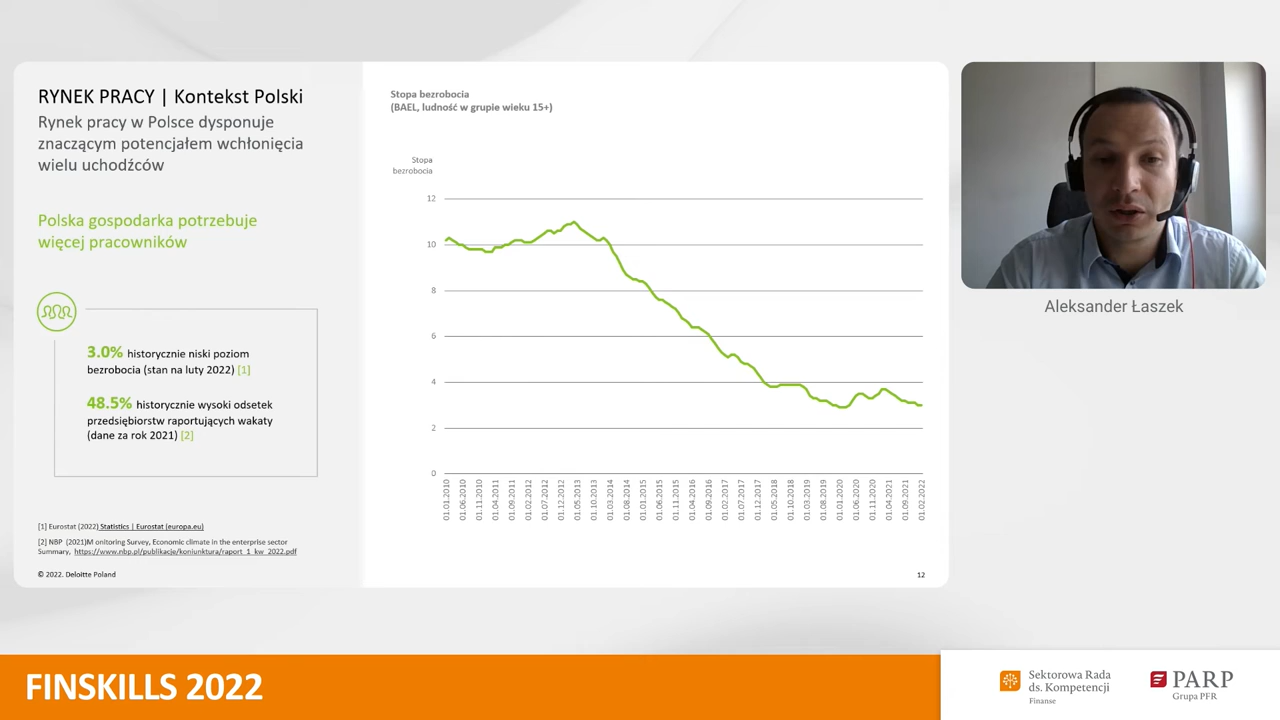 RYNEK PRACY | Kontekst Polski
Rynek pracy w Polsce dysponuje
znaczącym potencjałem wchłonięcia
wielu uchodźców
Polska gospodarka potrzebuje
więcej pracowników
3.0% historycznie niski poziom
bezrobocia (stan na luty 2022) [1]
48.5% historycznie wysoki odsetek
przedsiębiorstw raportujących wakaty
(dane za rok 2021) [2]
[1] Eurostat (2022) Statistics | Eurostat (europa.eu)
[2] NBP (2021)M onitoring Survey, Economic climate in the enterprise sector
Summary, https://www.nbp.pl/publikacje/koniunktura/raport_1_kw_2022.pdf
© 2022. Deloitte Poland
Stopa bezrobocia
(BAEL, ludność w grupie wieku 15+)
Stopa
bezrobocia
12
10
8
6
4
2
0
01.01.2010
01.06.2010
01.11.2010
01.04.2011
01.09.2011
01.02.2012
01.07.2012
01.12.2012
01.05.2013
01.10.2013
01.03.2014
01.08.2014
01.01.2015
01.06.2015
01.11.2015
01.04.2016
01.09.2016
01.02.2017
01.07.2017
01.12.2017
01.05.2018
01.10.2018
01.03.2019
01.08.2019
01.01.2020
01.06.2020
01.11.2020
01.04.2021
01.09.2021
01.02.2022
12
Aleksander Łaszek
FINSKILLS 2022
Sektorowa Rada
ds. Kompetencji
Finanse
PARP
Grupa PFR